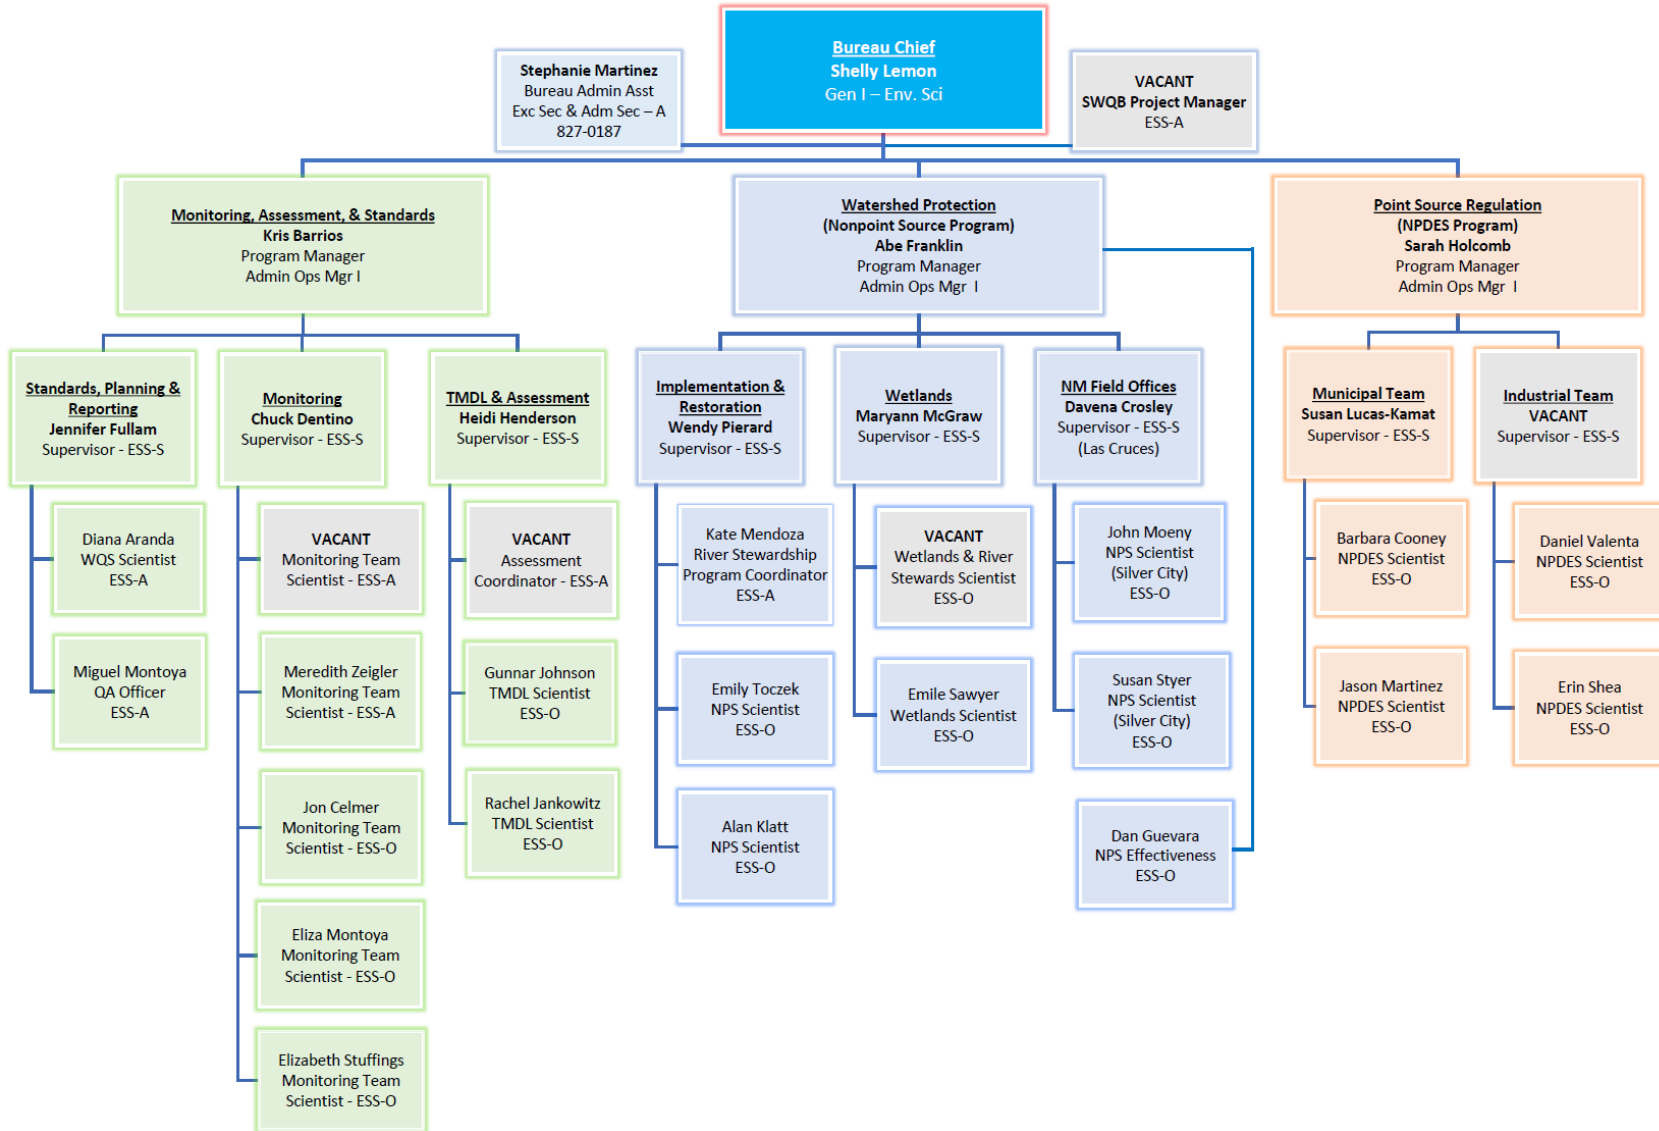 Bureau Chief
Shelly Lemon
Gen I – Env. Sci
Stephanie Martinez
Bureau Admin Asst
Exc Sec & Adm Sec – A
827-0187
VACANT
SWQB Project Manager
ESS-A
Monitoring, Assessment, & Standards
Kris Barrios
Program Manager
Admin Ops Mgr I
Watershed Protection
(Nonpoint Source Program)
Abe Franklin
Program Manager
Admin Ops Mgr I
Point Source Regulation
(NPDES Program)
Sarah Holcomb
Program Manager
Admin Ops Mgr I
Standards, Planning &
Reporting
Jennifer Fullam
Supervisor - ESS-S
Monitoring
Chuck Dentino
Supervisor - ESS-S
TMDL & Assessment
Heidi Henderson
Supervisor - ESS-S
Implementation &
Restoration
Wendy Pierard
Supervisor - ESS-S
Wetlands
Maryann McGraw
Supervisor - ESS-S
NM Field Offices
Davena Crosley
Supervisor - ESS-S
(Las Cruces)
Municipal Team
Susan Lucas-Kamat
Supervisor - ESS-S
Industrial Team
VACANT
Supervisor - ESS-S
Diana Aranda
WQS Scientist
ESS-A
Miguel Montoya
QA Officer
ESS-A
VACANT
Monitoring Team
Scientist - ESS-A
Meredith Zeigler
Monitoring Team
Scientist - ESS-A
Jon Celmer
Monitoring Team
Scientist - ESS-O
Eliza Montoya
Monitoring Team
Scientist - ESS-O
Elizabeth Stuffings
Monitoring Team
Scientist - ESS-O
VACANT
Assessment
Coordinator - ESS-A
Gunnar Johnson
TMDL Scientist
ESS-O
Rachel Jankowitz
TMDL Scientist
ESS-O
Kate Mendoza
River Stewardship
Program Coordinator
ESS-A
Emily Toczek
NPS Scientist
ESS-O
Alan Klatt
NPS Scientist
ESS-O
VACANT
Wetlands & River
Stewards Scientist
ESS-O
Emile Sawyer
Wetlands Scientist
ESS-O
John Moeny
NPS Scientist
(Silver City)
ESS-O
Susan Styer
NPS Scientist
(Silver City)
ESS-O
Dan Guevara
NPS Effectiveness
ESS-O
Barbara Cooney
NPDES Scientist
ESS-O
Jason Martinez
NPDES Scientist
ESS-O
Daniel Valenta
NPDES Scientist
ESS-O
Erin Shea
NPDES Scientist
ESS-O